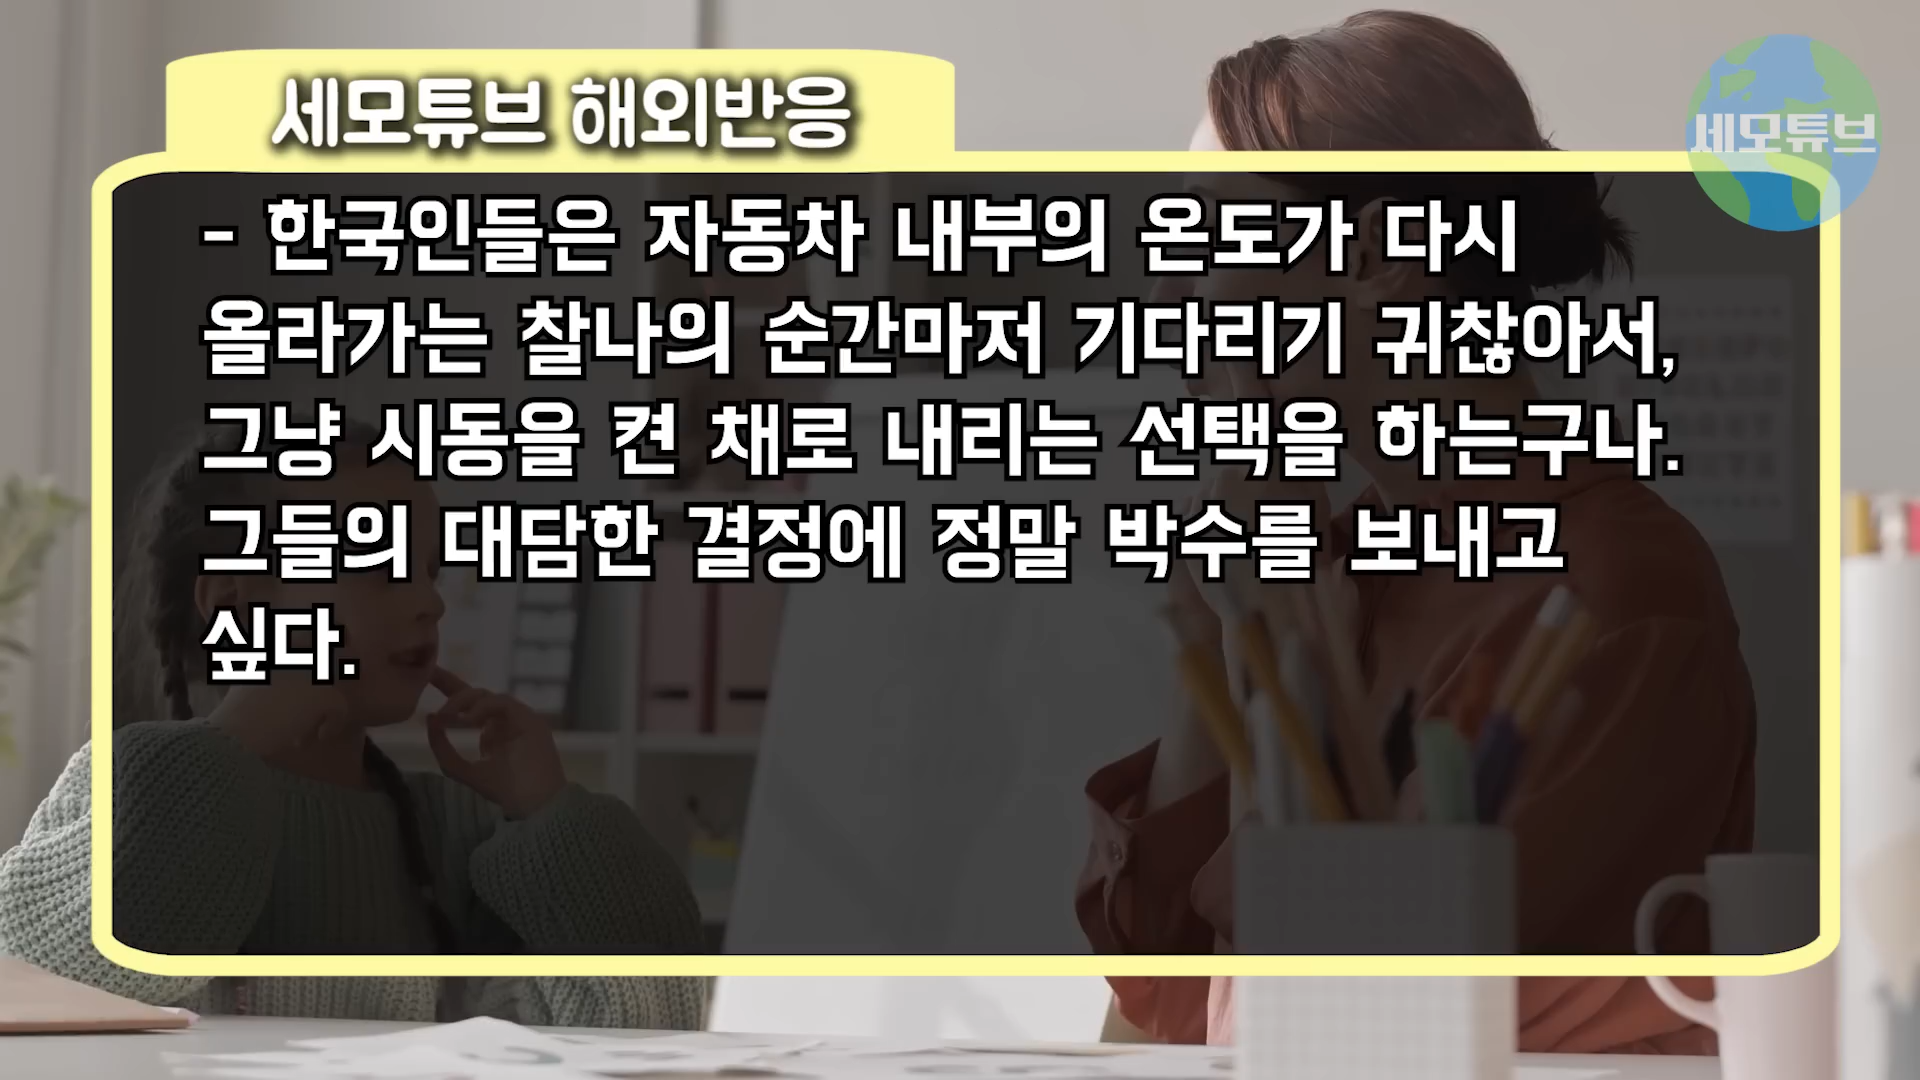 세모튜브 해외반응
세모튜브
- 한국인들은 자동차 내부의 온도가 다시
올라가는 찰나의 순간마저 기다리기 귀찮아서,
그냥 시동을 켠 채로 내리는 선택을 하는구나.
그들의 대담한 결정에 정말 박수를 보내고
싶다.